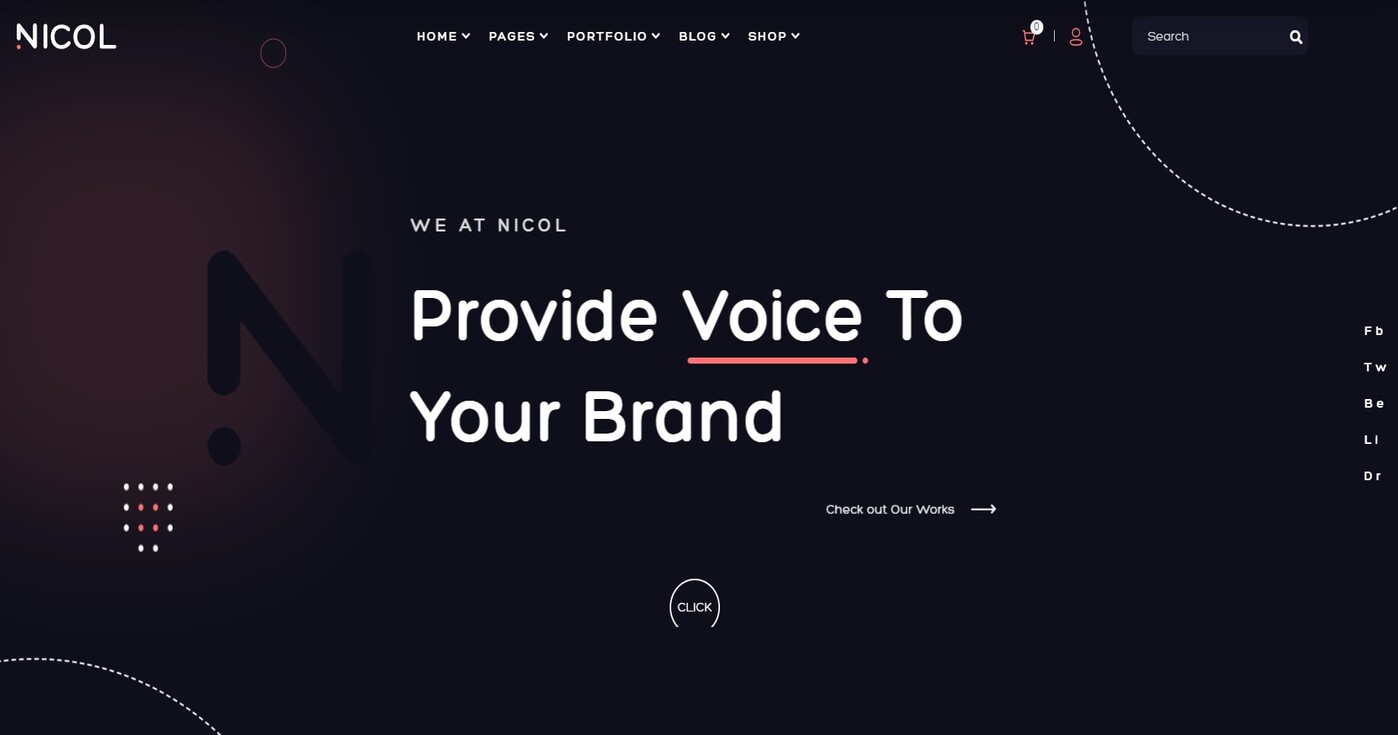 NICOL
HOME PAGES PORTFOLIO BLOG SHOP
0
Search
WE AT NICOL
Provide Voice To
Your Brand
N
Fb
Tw
Be
Li
Dr
Check out Our Works
CLICK